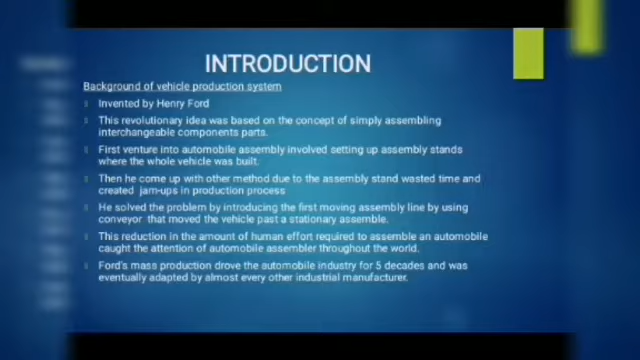 INTRODUCTION
Background of vehicle production system
Invented by Henry Ford
This revolutionary idea was based on the concept of simply assembling
interchangeable components parts.
First venture into automobile assembly involved setting up assembly stands
where the whole vehicle was built.
Then he come up with other method due to the assembly stand wasted time and
created jam-ups in production process
He solved the problem by introducing the first moving assembly line by using
conveyor that moved the vehicle past a stationary assemble.
This reduction in the amount of human effort required to assemble an automobile
caught the attention of automobile assembler throughout the world.
Ford's mass production drove the automobile industry for 5 decades and was
eventually adapted by almost every other industrial manufacturer.